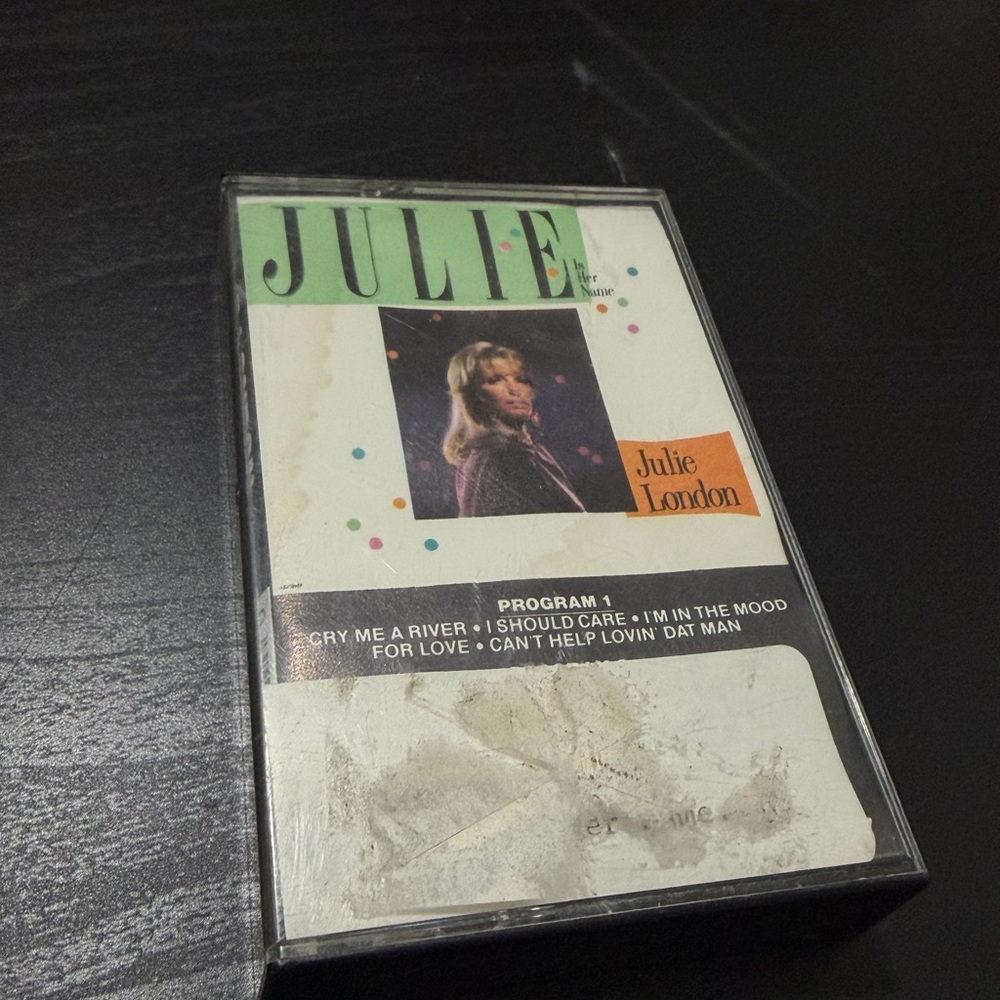 JULIE
Is
Her
Name
Julie
London
PROGRAM 1
CRY ME A RIVER • I SHOULD CARE • I'M IN THE MOOD
FOR LOVE • CAN'T HELP LOVIN' DAT MAN